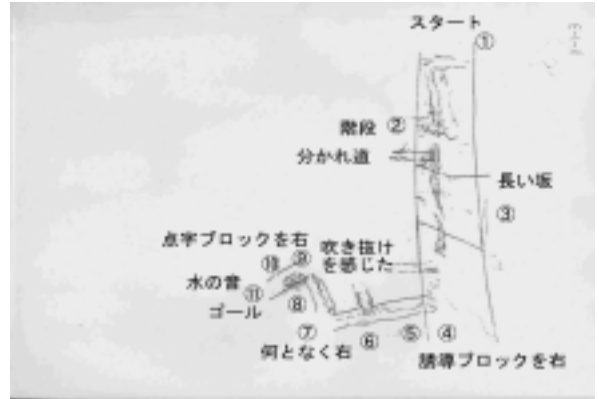 スタート
①
階段 ②
分かれ道
長い坂
③
点字ブロックを右
吹き抜け
を感じた
⑩ ⑨
水の音
⑪
ゴール
⑧
⑦
何となく右
⑥
⑤ ④
誘導ブロックを右